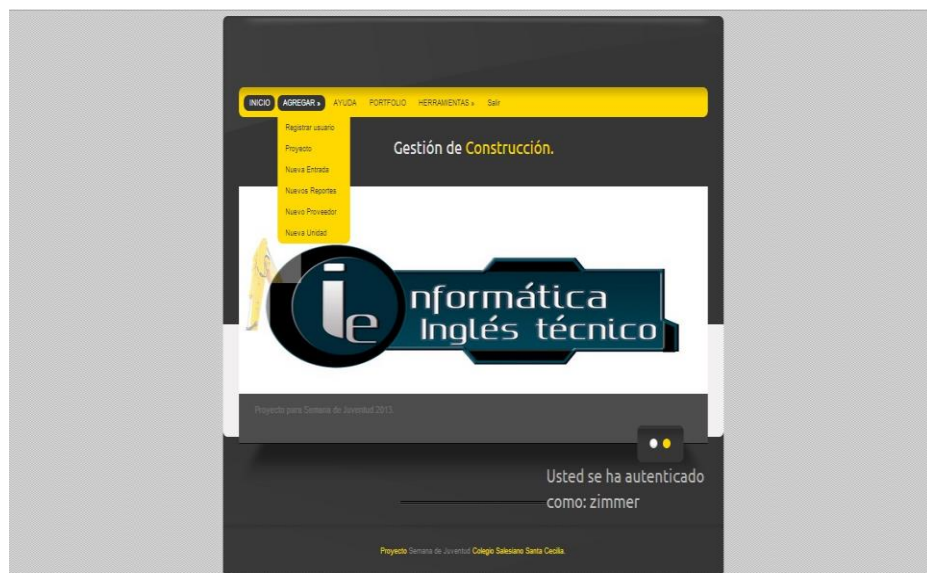 INICIO AGREGAR » AYUDA PORTFOLIO HERRAMIENTAS » Salir
Registrar usuario
Proyecto
Nueva Entrada
Nuevos Reportes
Nuevo Proveedor
Nueva Unidad
Gestión de Construcción.
ie nformática
Inglés técnico
Proyecto para Semana de Juventud 2013.
Usted se ha autenticado
como: zimmer
Proyecto Semana de Juventud Colegio Salesiano Santa Cecilia.